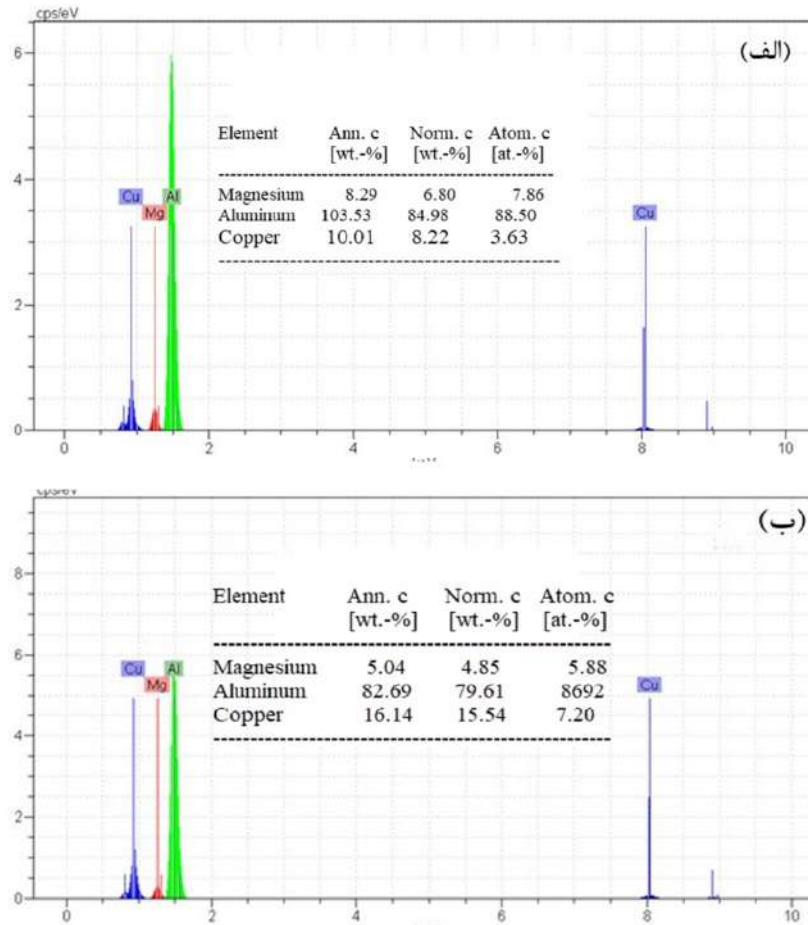 cps/eV
(الف)
6
Element Ann. c Norm. c Atom. c
[wt.-%] [wt.-%] [at.-%]
Magnesium 8.29 6.80 7.86
Aluminum 103.53 84.98 88.50
Copper 10.01 8.22 3.63
4
Cu Al Cu
Mg
2
0
0 2 4 6 8 10
cps/eV
(ب)
8
Element Ann. c Norm. c Atom. c
[wt.-%] [wt.-%] [at.-%]
Magnesium 5.04 4.85 5.88
Aluminum 82.69 79.61 8692
Copper 16.14 15.54 7.20
6
Cu Al
Mg Cu
4
2
0
0 2 4 6 8 10